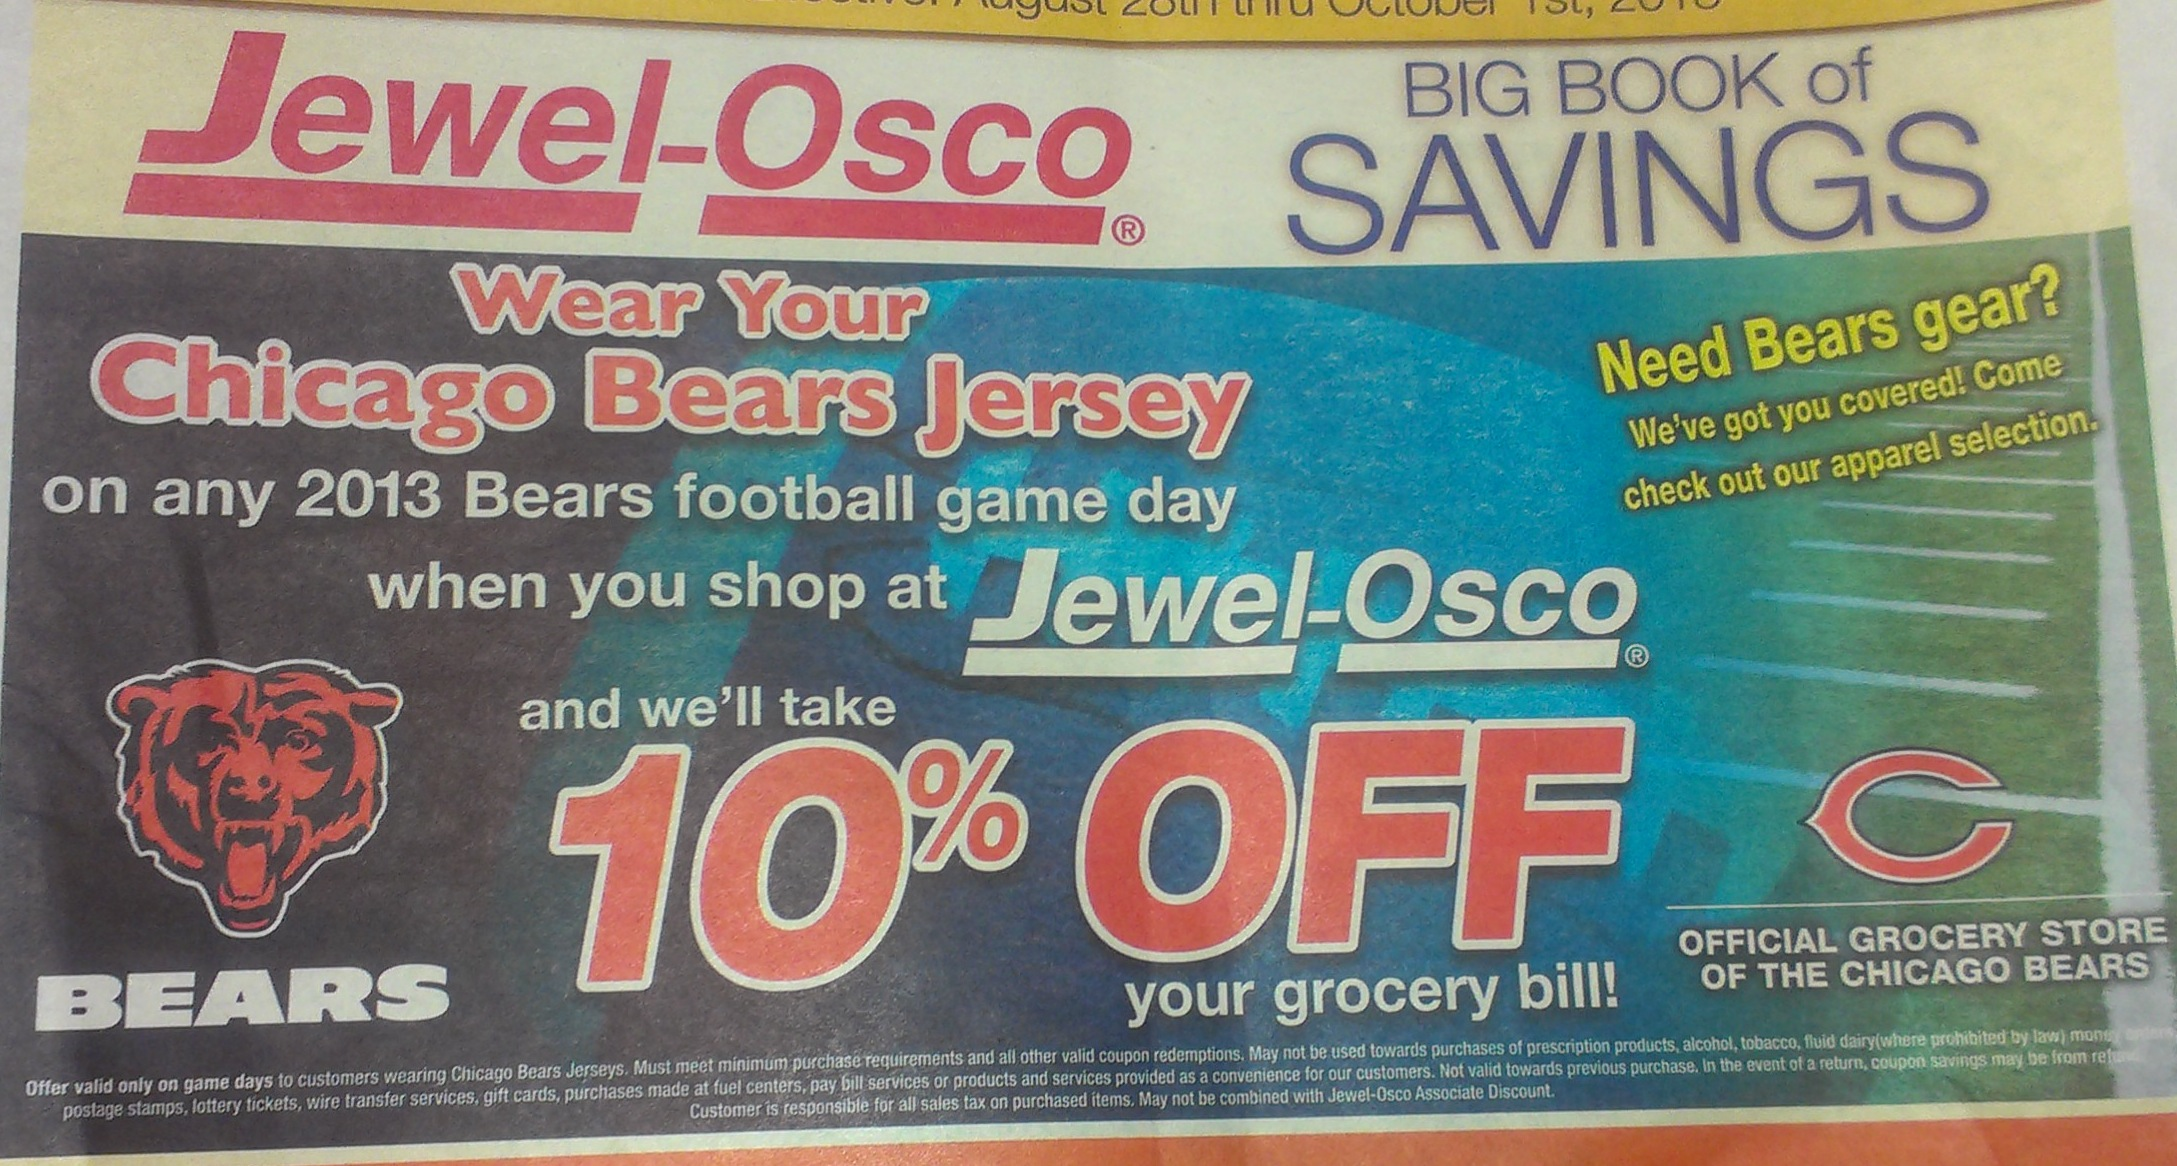 August 28th thru October 1st, 2013
Jewel-Osco®
BIG BOOK of
SAVINGS
Wear Your
Chicago Bears Jersey
on any 2013 Bears football game day
when you shop at Jewel-Osco®
and we'll take
10% OFF
your grocery bill!
Need Bears gear?
We've got you covered! Come
check out our apparel selection.
BEARS
C
OFFICIAL GROCERY STORE
OF THE CHICAGO BEARS
Offer valid only on game days to customers wearing Chicago Bears Jerseys. Must meet minimum purchase requirements and all other valid coupon redemptions. May not be used towards purchases of prescription products, alcohol, tobacco, fluid dairy(where prohibited by law) money
postage stamps, lottery tickets, wire transfer services, gift cards, purchases made at fuel centers, pay bill services or products and services provided as a convenience for our customers. Not valid towards previous purchase. In the event of a return, coupon savings may be from
Customer is responsible for all sales tax on purchased items. May not be combined with Jewel-Osco Associate Discount.